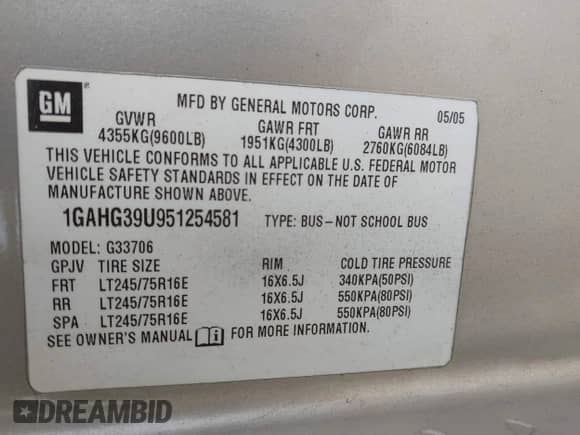 GM ®
MFD BY GENERAL MOTORS CORP. 05/05
GVWR GAWR FRT GAWR RR
4355KG(9600LB) 1951KG(4300LB) 2760KG(6084LB)
THIS VEHICLE CONFORMS TO ALL APPLICABLE U.S. FEDERAL MOTOR
VEHICLE SAFETY STANDARDS IN EFFECT ON THE DATE OF
MANUFACTURE SHOWN ABOVE.
1GAHG39U951254581 TYPE: BUS–NOT SCHOOL BUS
MODEL: G33706
GPJV TIRE SIZE RIM COLD TIRE PRESSURE
FRT LT245/75R16E 16X6.5J 340KPA(50PSI)
RR LT245/75R16E 16X6.5J 550KPA(80PSI)
SPA LT245/75R16E 16X6.5J 550KPA(80PSI)
SEE OWNER'S MANUAL i FOR MORE INFORMATION.
DREAMBID